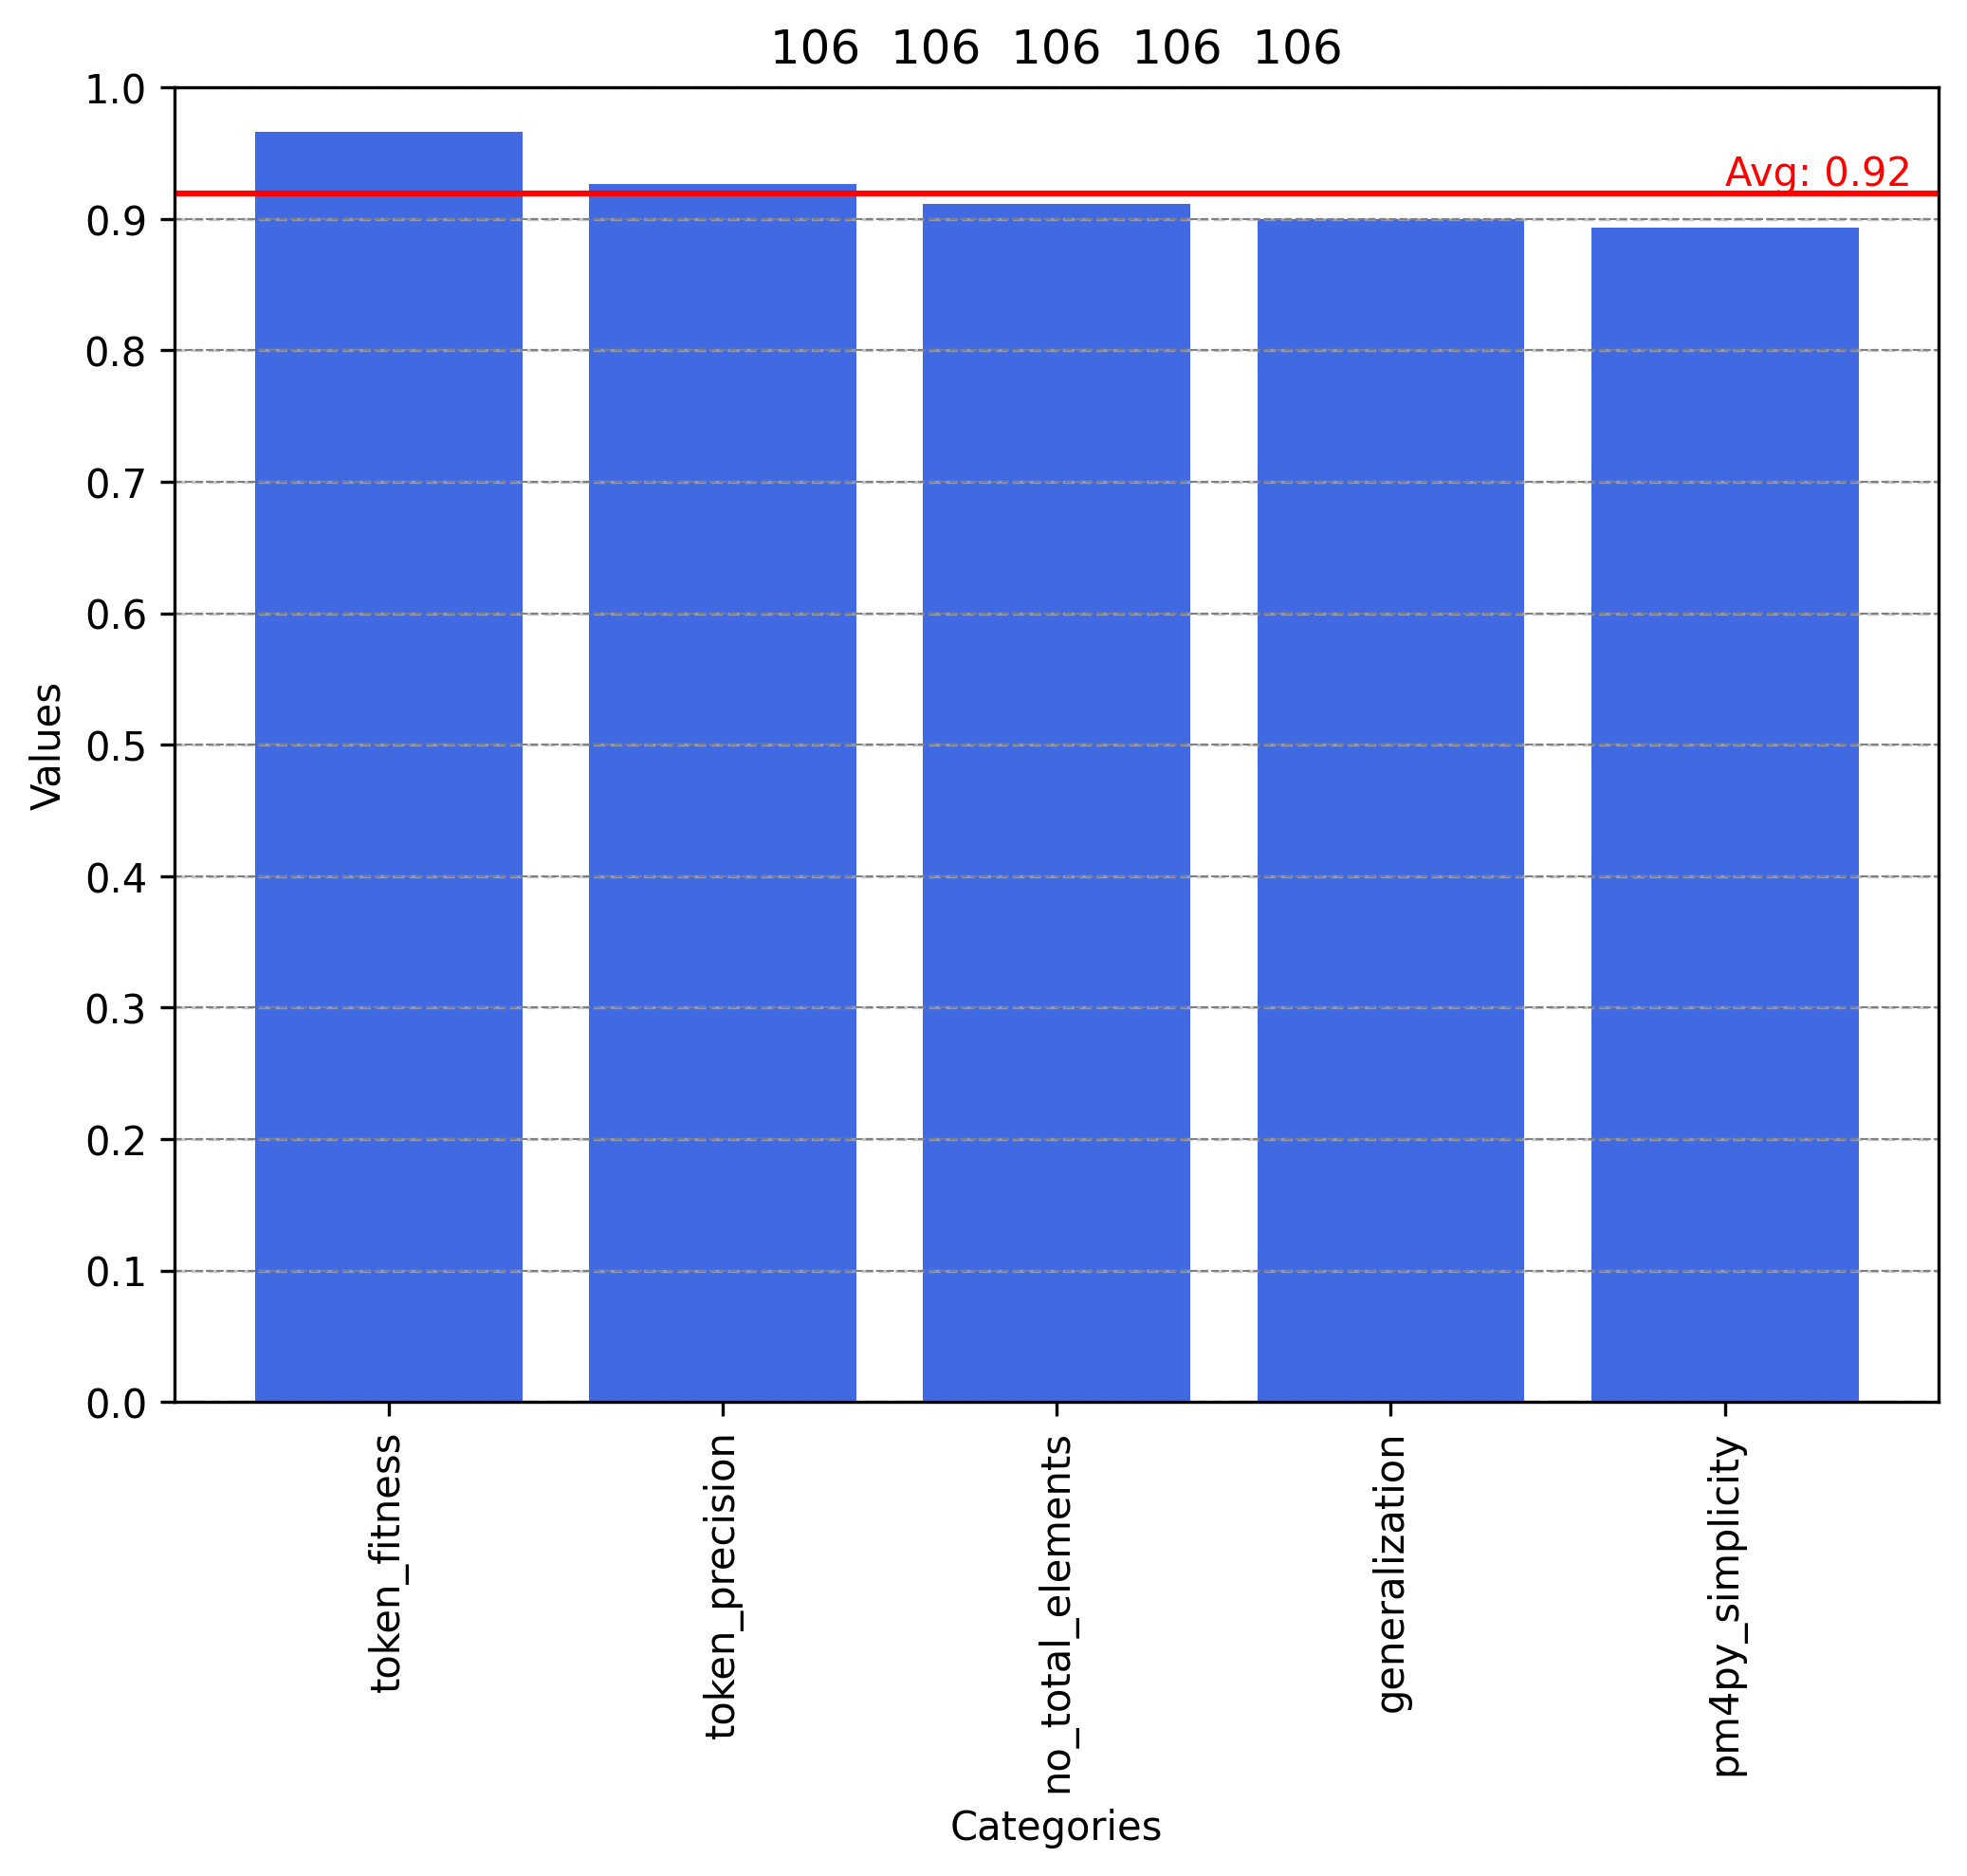 106 106 106 106 106
1.0
0.9
0.8
0.7
0.6
0.5
0.4
0.3
0.2
0.1
0.0
Values
Avg: 0.92
token_fitness
token_precision
no_total_elements
generalization
pm4py_simplicity
Categories